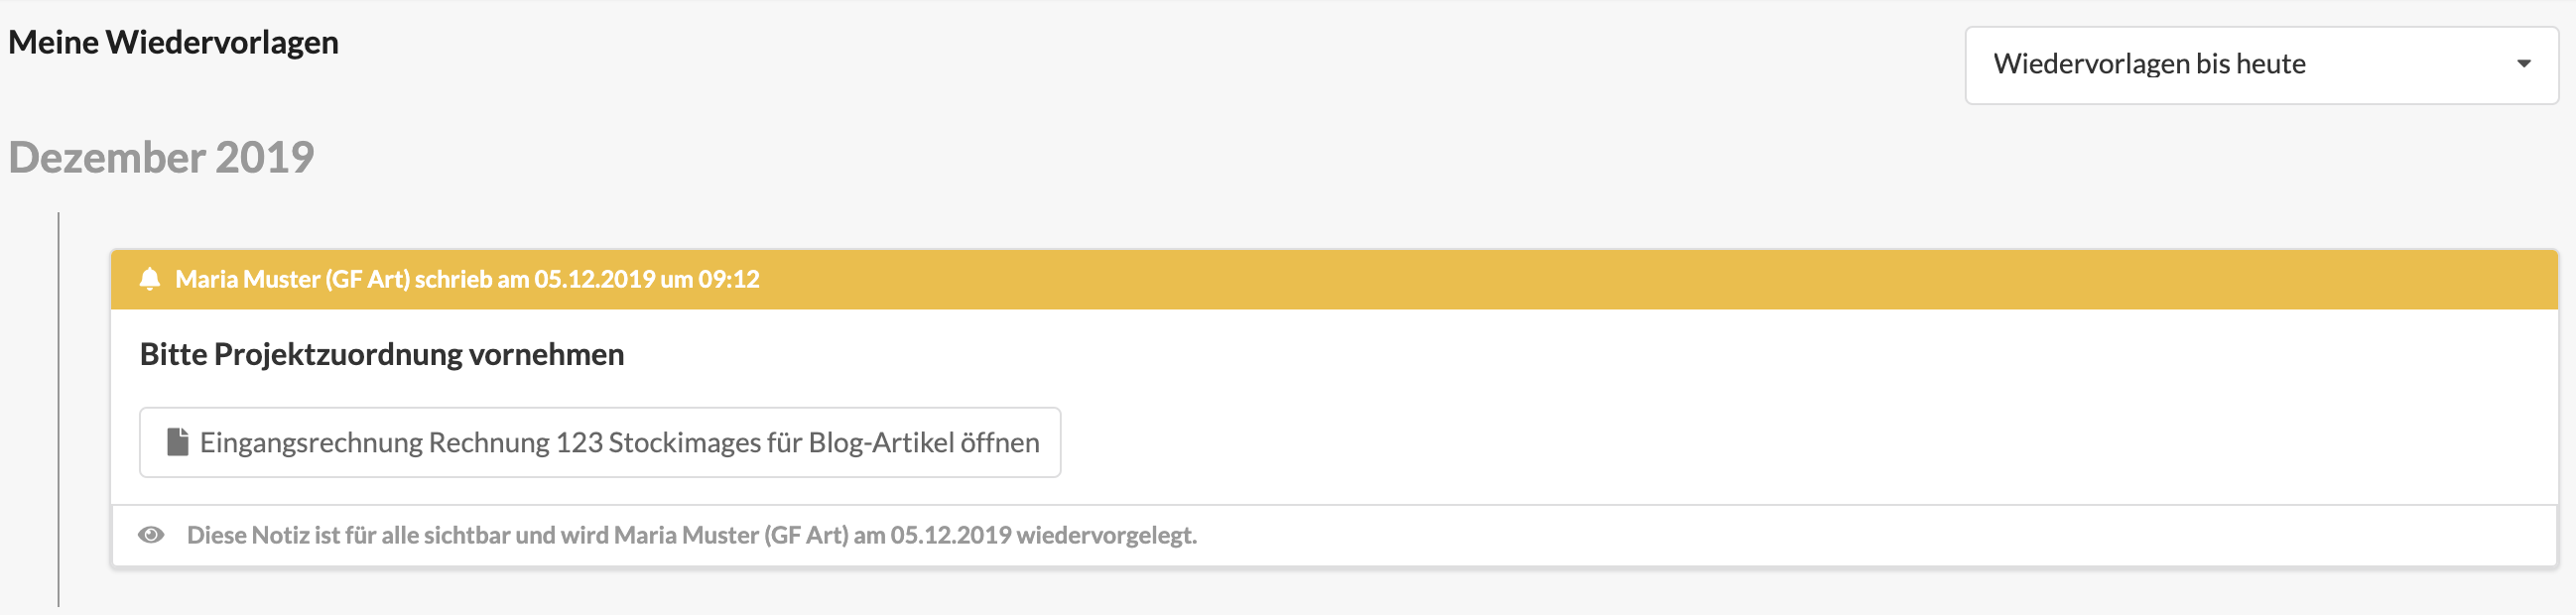 Meine Wiedervorlagen
Wiedervorlagen bis heute
Dezember 2019
Maria Muster (GF Art) schrieb am 05.12.2019 um 09:12
Bitte Projektzuordnung vornehmen
Eingangsrechnung Rechnung 123 Stockimages für Blog-Artikel öffnen
Diese Notiz ist für alle sichtbar und wird Maria Muster (GF Art) am 05.12.2019 wiedervorgelegt.